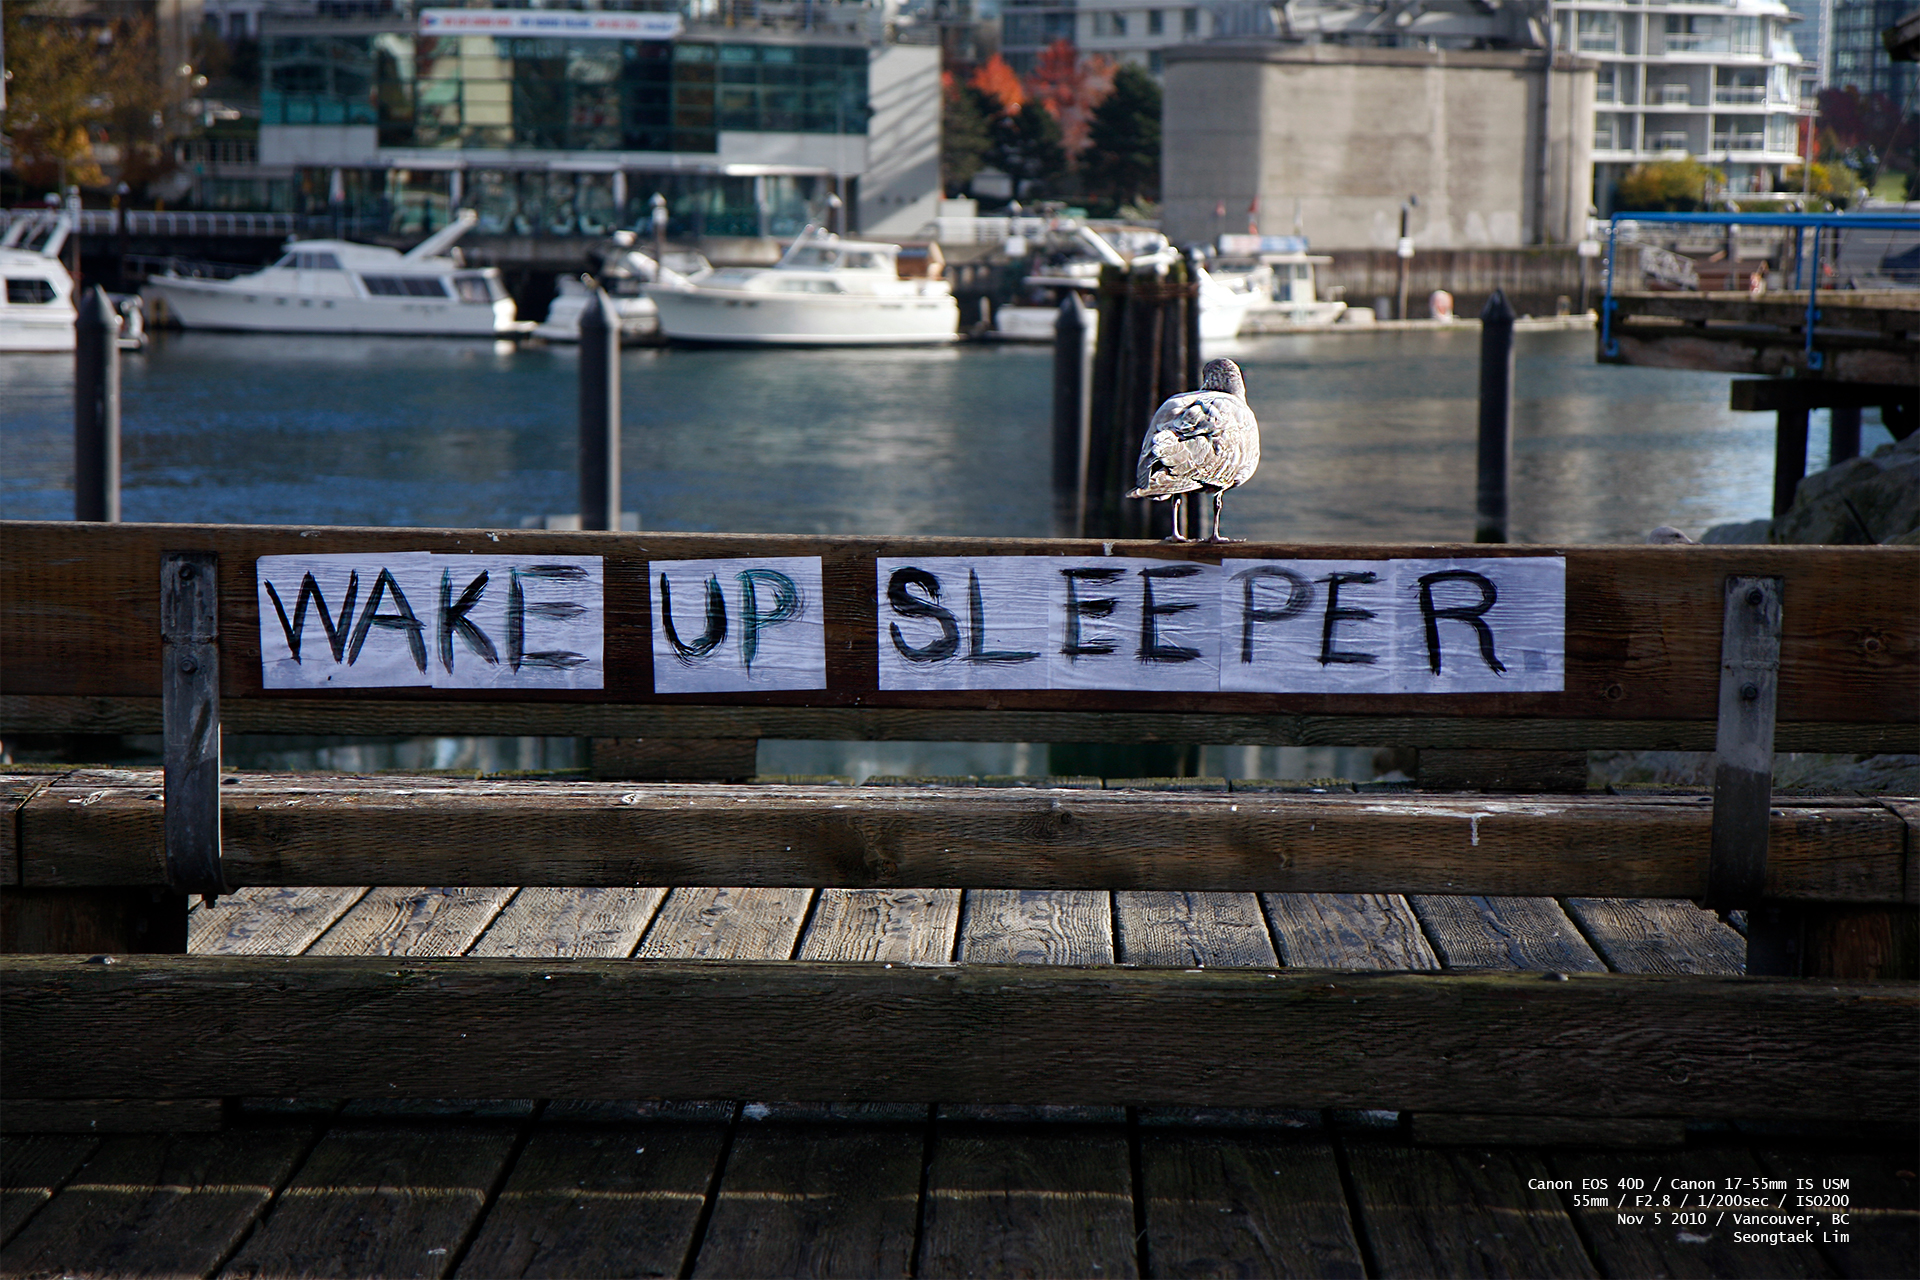 WAKE UP SLEEPER
Canon EOS 40D / Canon 17-55mm IS USM
55mm / F2.8 / 1/200sec / ISO200
Nov 5 2010 / Vancouver, BC
Seongtaek Lim